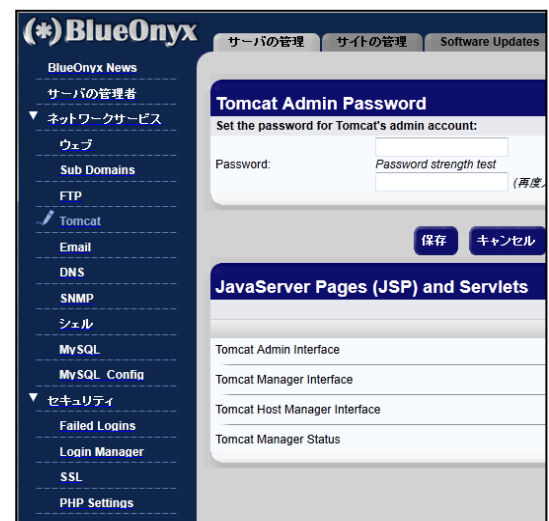 (*)BlueOnyx
サーバの管理
サイトの管理
Software Updates
BlueOnyx News
サーバの管理者
ネットワークサービス
ウェブ
Sub Domains
FTP
Tomcat
Email
DNS
SNMP
シェル
MySQL
MySQL Config
セキュリティ
Failed Logins
Login Manager
SSL
PHP Settings
Tomcat Admin Password
Set the password for Tomcat's admin account:
Password:
Password strength test
(再度入
保存
キャンセル
JavaServer Pages (JSP) and Servlets
Tomcat Admin Interface
Tomcat Manager Interface
Tomcat Host Manager Interface
Tomcat Manager Status